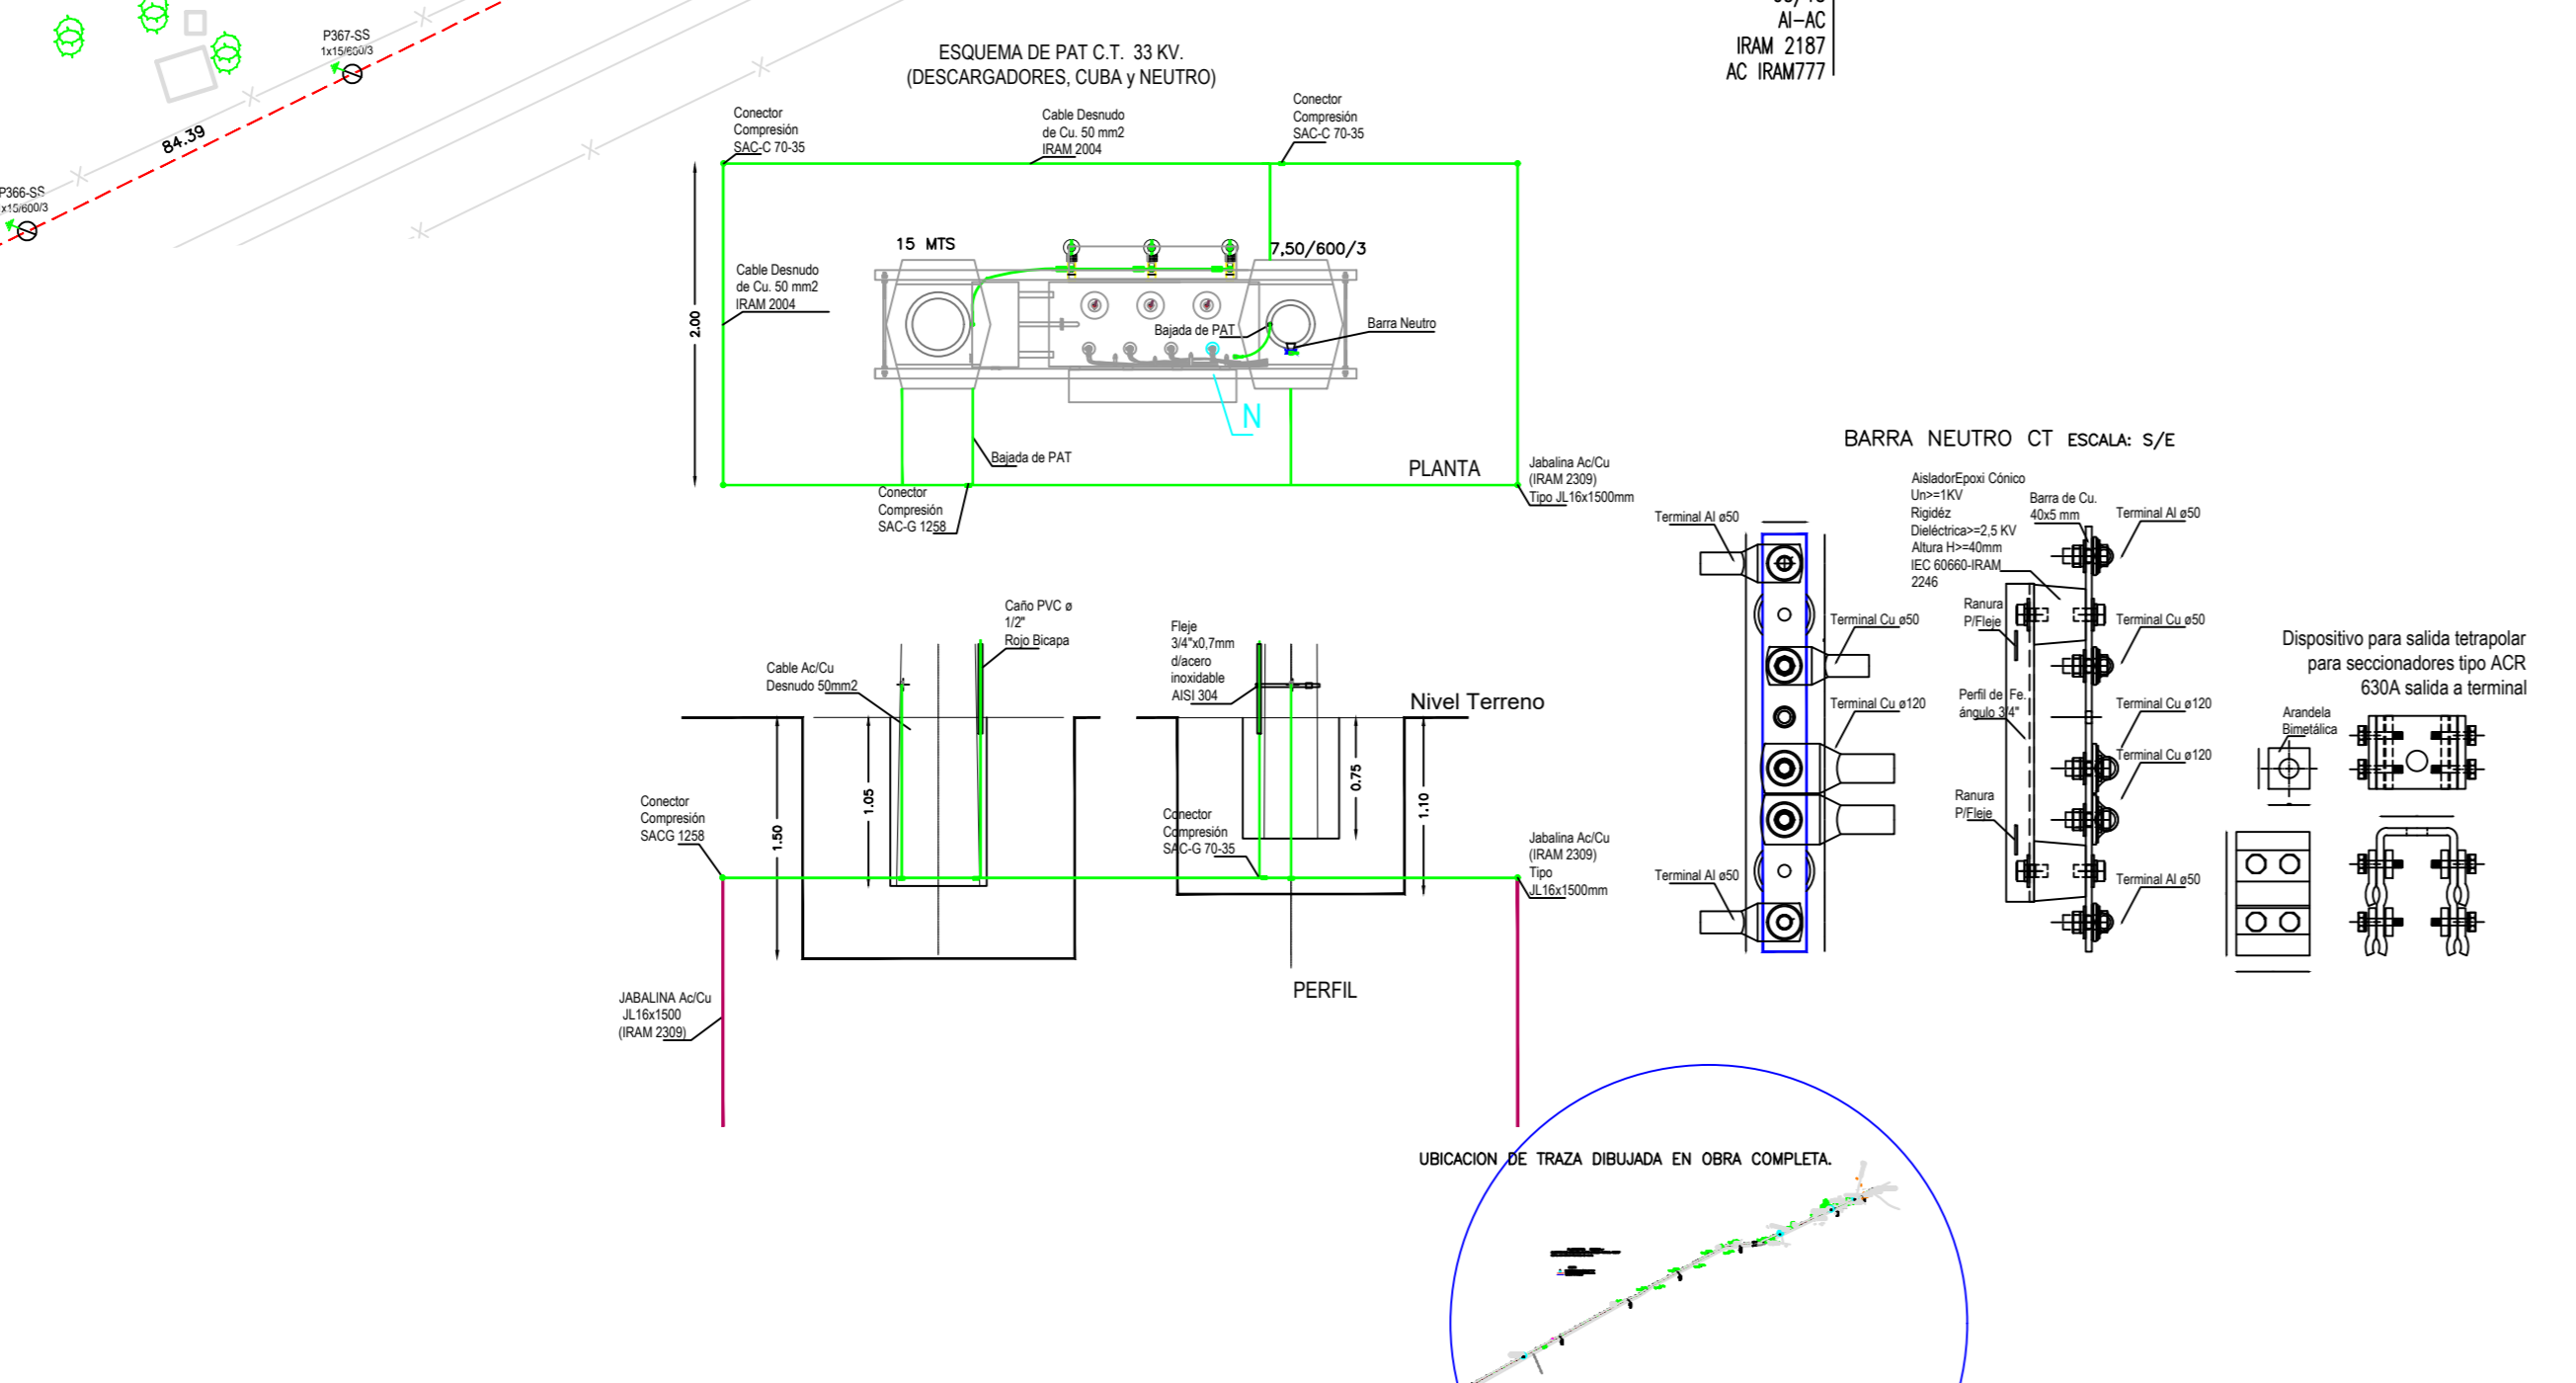 P367-SS
1x15/600/3
84.39
P366-SS
x15/600/3
AI-AC
IRAM 2187
AC IRAM777
ESQUEMA DE PAT C.T. 33 KV.
(DESCARGADORES, CUBA y NEUTRO)
Conector
Compresión
SAC-C 70-35
Cable Desnudo
de Cu. 50 mm2
IRAM 2004
Conector
Compresión
SAC-C 70-35
15 MTS
7,50/600/3
Cable Desnudo
de Cu. 50 mm2
IRAM 2004
2.00
Bajada de PAT
Barra Neutro
N
Bajada de PAT
PLANTA
Conector
Compresión
SAC-G 1258
Jabalina Ac/Cu
(IRAM 2309)
Tipo JL16x1500mm
Caño PVC ø
1/2"
Rojo Bicapa
Cable Ac/Cu
Desnudo 50mm2
Fleje
3/4"x0,7mm
d/acero
inoxidable
AISI 304
Nivel Terreno
1.50
1.05
0.75
1.10
Conector
Compresión
SACG 1258
Conector
Compresión
SAC-G 70-35
Jabalina Ac/Cu
(IRAM 2309)
Tipo
JL16x1500mm
JABALINA Ac/Cu
JL16x1500
(IRAM 2309)
PERFIL
BARRA NEUTRO CT ESCALA: S/E
AisladorEpoxi Cónico
Un>=1KV
Rigidéz
Dieléctrica>=2,5 KV
Altura H>=40mm
IEC 60660-IRAM
2246
Barra de Cu.
40x5 mm
Terminal Al ø50
Terminal Al ø50
Terminal Cu ø50
Ranura
P/Fleje
Terminal Cu ø50
Terminal Cu ø120
Perfil de Fe.
ángulo 3/4"
Terminal Cu ø120
Terminal Cu ø120
Ranura
P/Fleje
Terminal Al ø50
Terminal Al ø50
Dispositivo para salida tetrapolar
para seccionadores tipo ACR
630A salida a terminal
Arandela
Bimetálica
UBICACION DE TRAZA DIBUJADA EN OBRA COMPLETA.